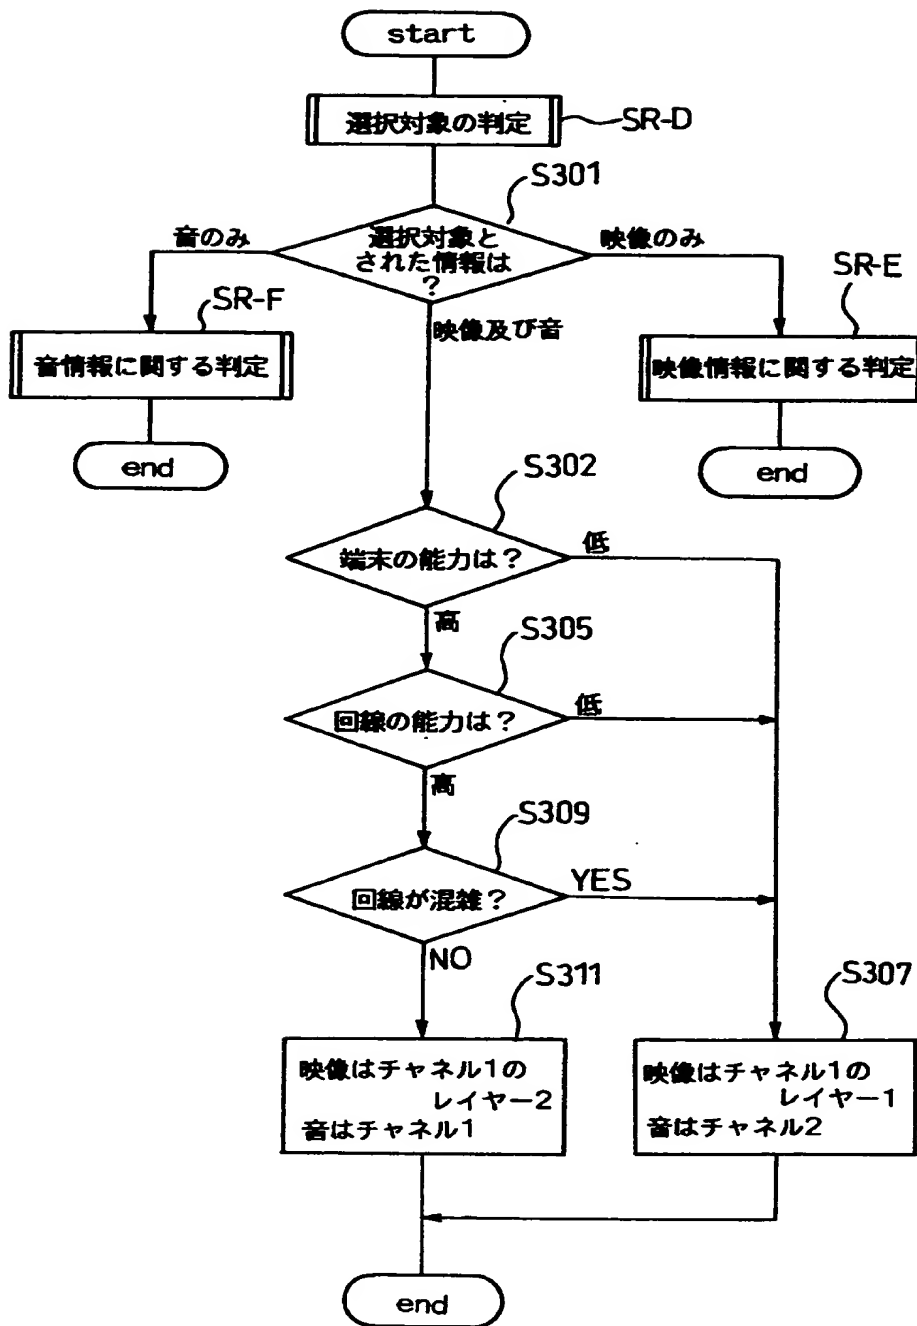 start
選択対象の判定
SR-D
S301
選択対象と
された情報は
?
音のみ
映像のみ
SR-F
SR-E
映像及び音
音情報に関する判定
映像情報に関する判定
end
end
S302
端末の能力は?
低
高
S305
回線の能力は?
低
高
S309
回線が混雑?
YES
NO
S311
S307
映像はチャネル1の
レイヤー2
音はチャネル1
映像はチャネル1の
レイヤー1
音はチャネル2
end